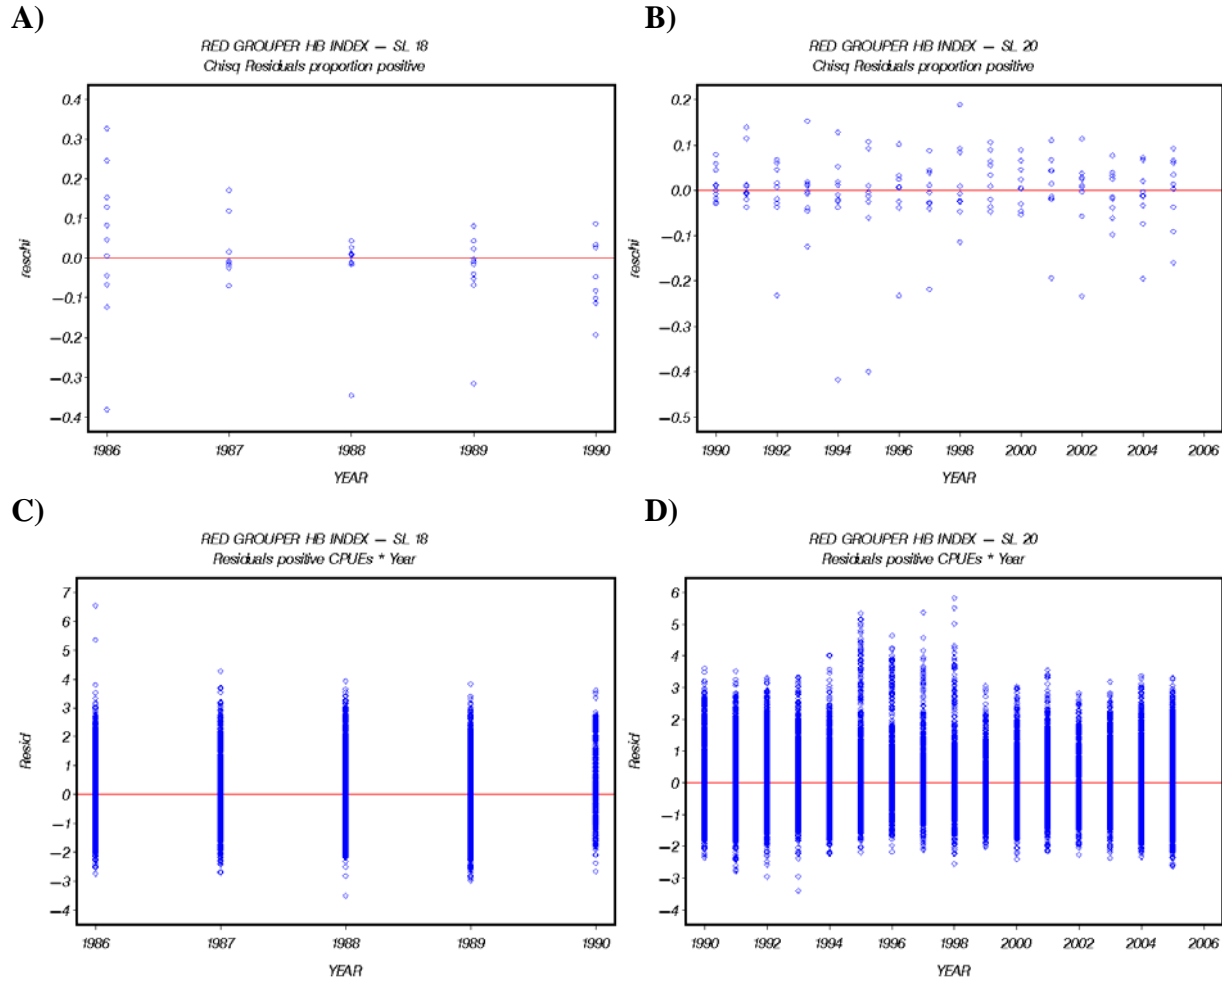 A)
RED GROUPER HB INDEX — SL 18
Chisq Residuals proportion positive
reschi
0.4
0.3
0.2
0.1
0.0
−0.1
−0.2
−0.3
−0.4
1986 1987 1988 1989 1990
YEAR
B)
RED GROUPER HB INDEX — SL 20
Chisq Residuals proportion positive
reschi
0.2
0.1
0.0
−0.1
−0.2
−0.3
−0.4
−0.5
1990 1992 1994 1996 1998 2000 2002 2004 2006
YEAR
C)
RED GROUPER HB INDEX — SL 18
Residuals positive CPUEs * Year
Resid
7
6
5
4
3
2
1
0
−1
−2
−3
−4
1986 1987 1988 1989 1990
YEAR
D)
RED GROUPER HB INDEX — SL 20
Residuals positive CPUEs * Year
Resid
6
5
4
3
2
1
0
−1
−2
−3
−4
1990 1992 1994 1996 1998 2000 2002 2004 2006
YEAR